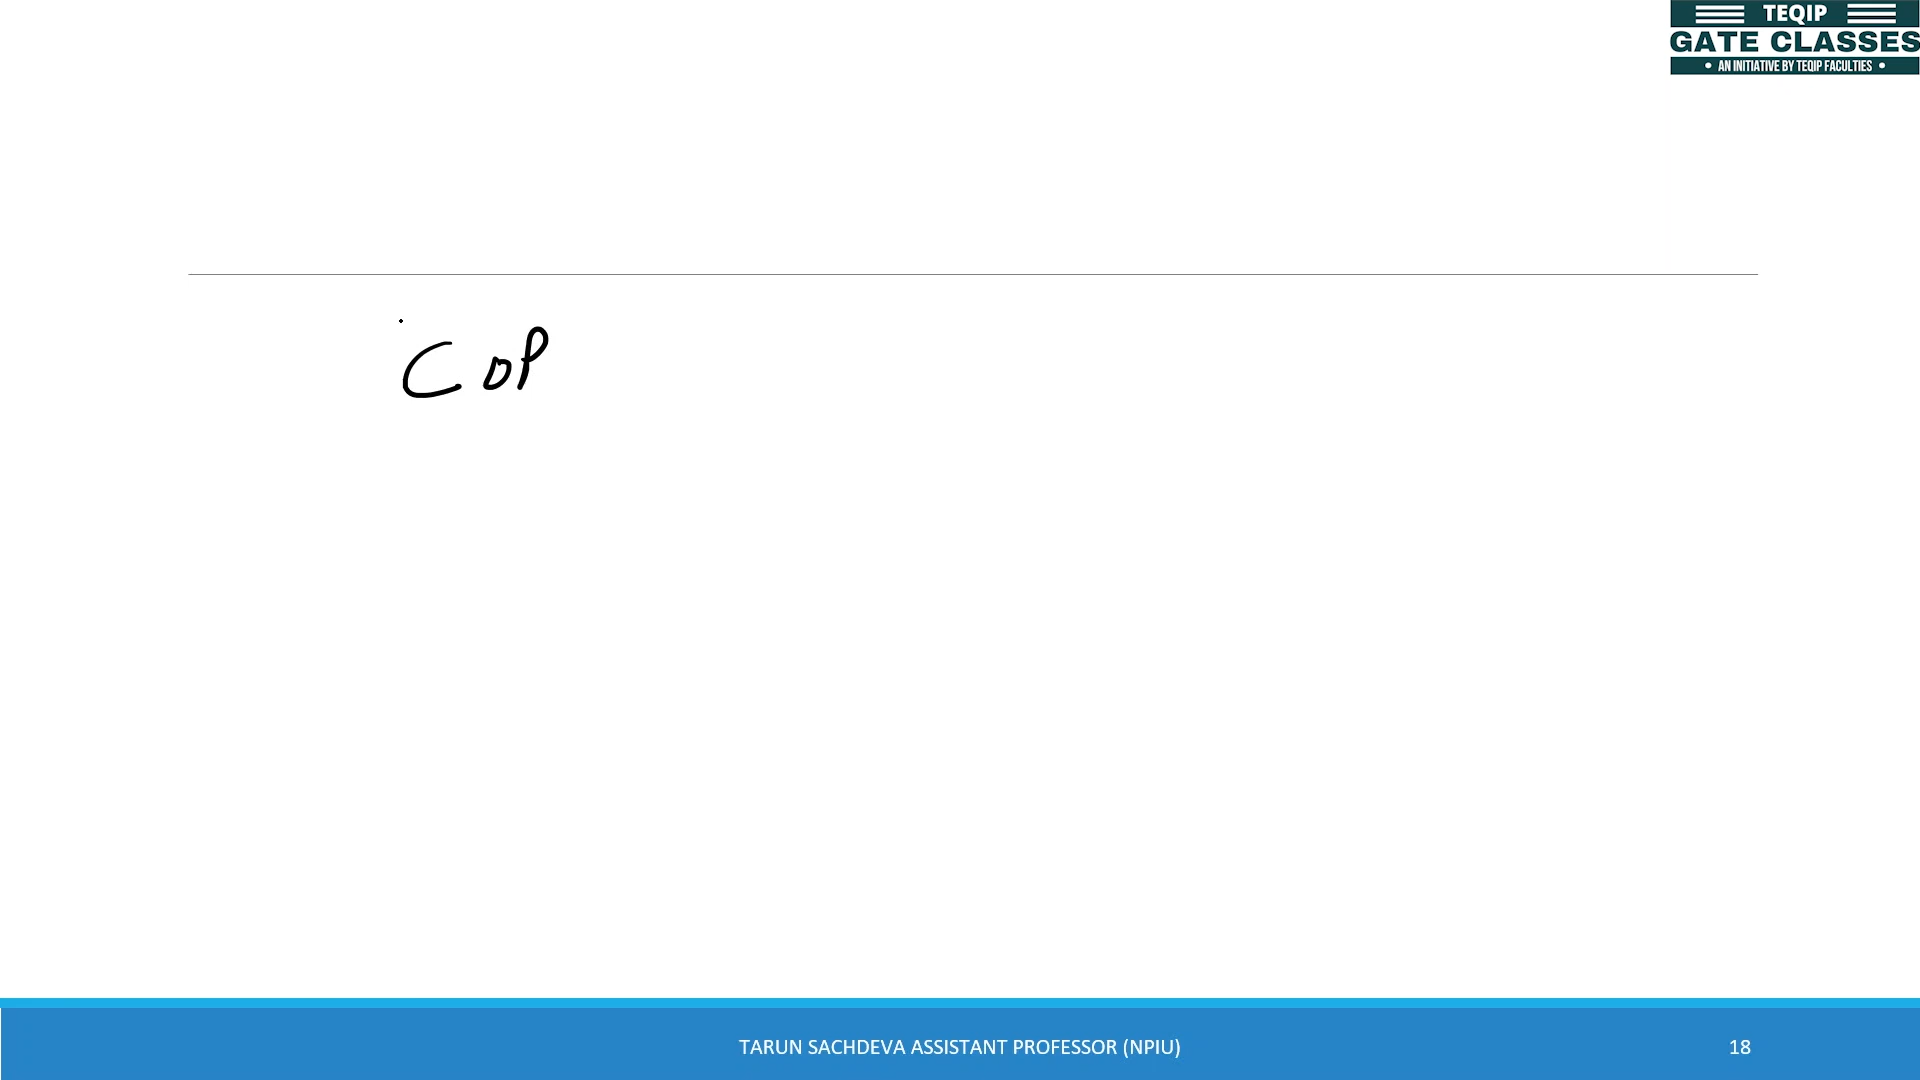 TEQIP
GATE CLASSES
• AN INITIATIVE BY TEQIP FACULTIES •
COP
TARUN SACHDEVA ASSISTANT PROFESSOR (NPIU)
18